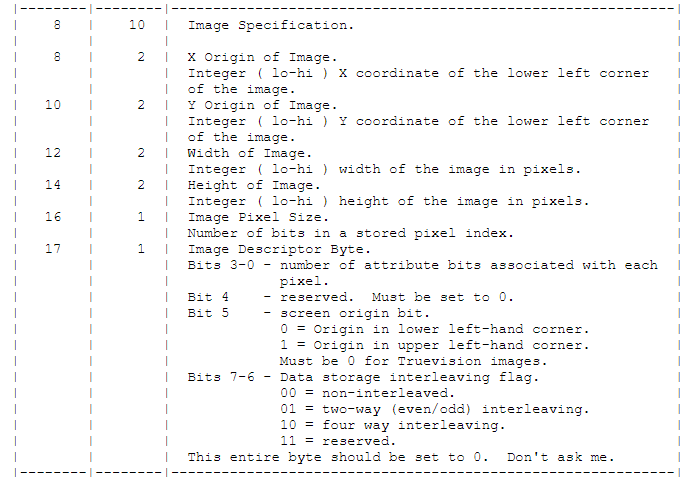 |--------|--------|------------------------------------------------------------|
|    8   |    10  |  Image Specification.                                      |
|        |        |                                                            |
|    8   |     2  |  X Origin of Image.                                        |
|        |        |  Integer ( lo-hi ) X coordinate of the lower left corner   |
|        |        |  of the image.                                             |
|   10   |     2  |  Y Origin of Image.                                        |
|        |        |  Integer ( lo-hi ) Y coordinate of the lower left corner   |
|        |        |  of the image.                                             |
|   12   |     2  |  Width of Image.                                           |
|        |        |  Integer ( lo-hi ) width of the image in pixels.           |
|   14   |     2  |  Height of Image.                                          |
|        |        |  Integer ( lo-hi ) height of the image in pixels.          |
|   16   |     1  |  Image Pixel Size.                                         |
|        |        |  Number of bits in a stored pixel index.                   |
|   17   |     1  |  Image Descriptor Byte.                                    |
|        |        |  Bits 3-0 - number of attribute bits associated with each  |
|        |        |            pixel.                                          |
|        |        |  Bit 4    - reserved.  Must be set to 0.                   |
|        |        |  Bit 5    - screen origin bit.                             |
|        |        |            0 = Origin in lower left-hand corner.           |
|        |        |            1 = Origin in upper left-hand corner.           |
|        |        |            Must be 0 for Truevision images.                |
|        |        |  Bits 7-6 - Data storage interleaving flag.                |
|        |        |            00 = non-interleaved.                           |
|        |        |            01 = two-way (even/odd) interleaving.           |
|        |        |            10 = four way interleaving.                     |
|        |        |            11 = reserved.                                  |
|        |        |  This entire byte should be set to 0.  Don't ask me.       |
|--------|--------|------------------------------------------------------------|